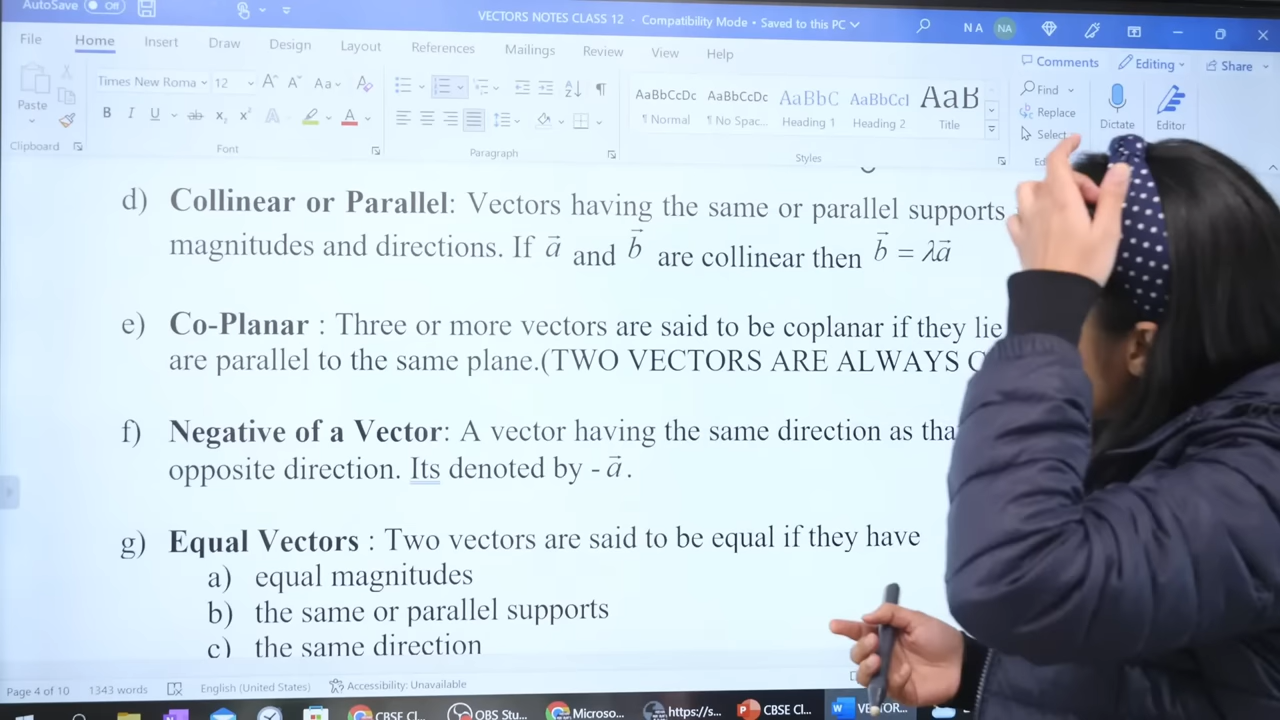 AutoSave Off
VECTORS NOTES CLASS 12 - Compatibility Mode • Saved to this PC
N A NA
File Home Insert Draw Design Layout References Mailings Review View Help
Comments Editing Share
Paste
Clipboard
Times New Roma 12
Aa
B I U ab x₂ x² A A
Font
Paragraph
AaBbCcDc AaBbCcDc AaBbC AaBbCcI AaB
¶ Normal ¶ No Spac... Heading 1 Heading 2 Title
Styles
Find
Replace
Select
Dictate
Editor
d) Collinear or Parallel: Vectors having the same or parallel supports
magnitudes and directions. If a⃗ and b⃗ are collinear then b⃗ = λa⃗
e) Co-Planar : Three or more vectors are said to be coplanar if they lie
are parallel to the same plane.(TWO VECTORS ARE ALWAYS
f) Negative of a Vector: A vector having the same direction as tha
opposite direction. Its denoted by - a⃗.
g) Equal Vectors : Two vectors are said to be equal if they have
a) equal magnitudes
b) the same or parallel supports
c) the same direction
Page 4 of 10 1343 words English (United States) Accessibility: Unavailable
CBSE Cl... OBS Stu... Microso... https://s... CBSE Cl...